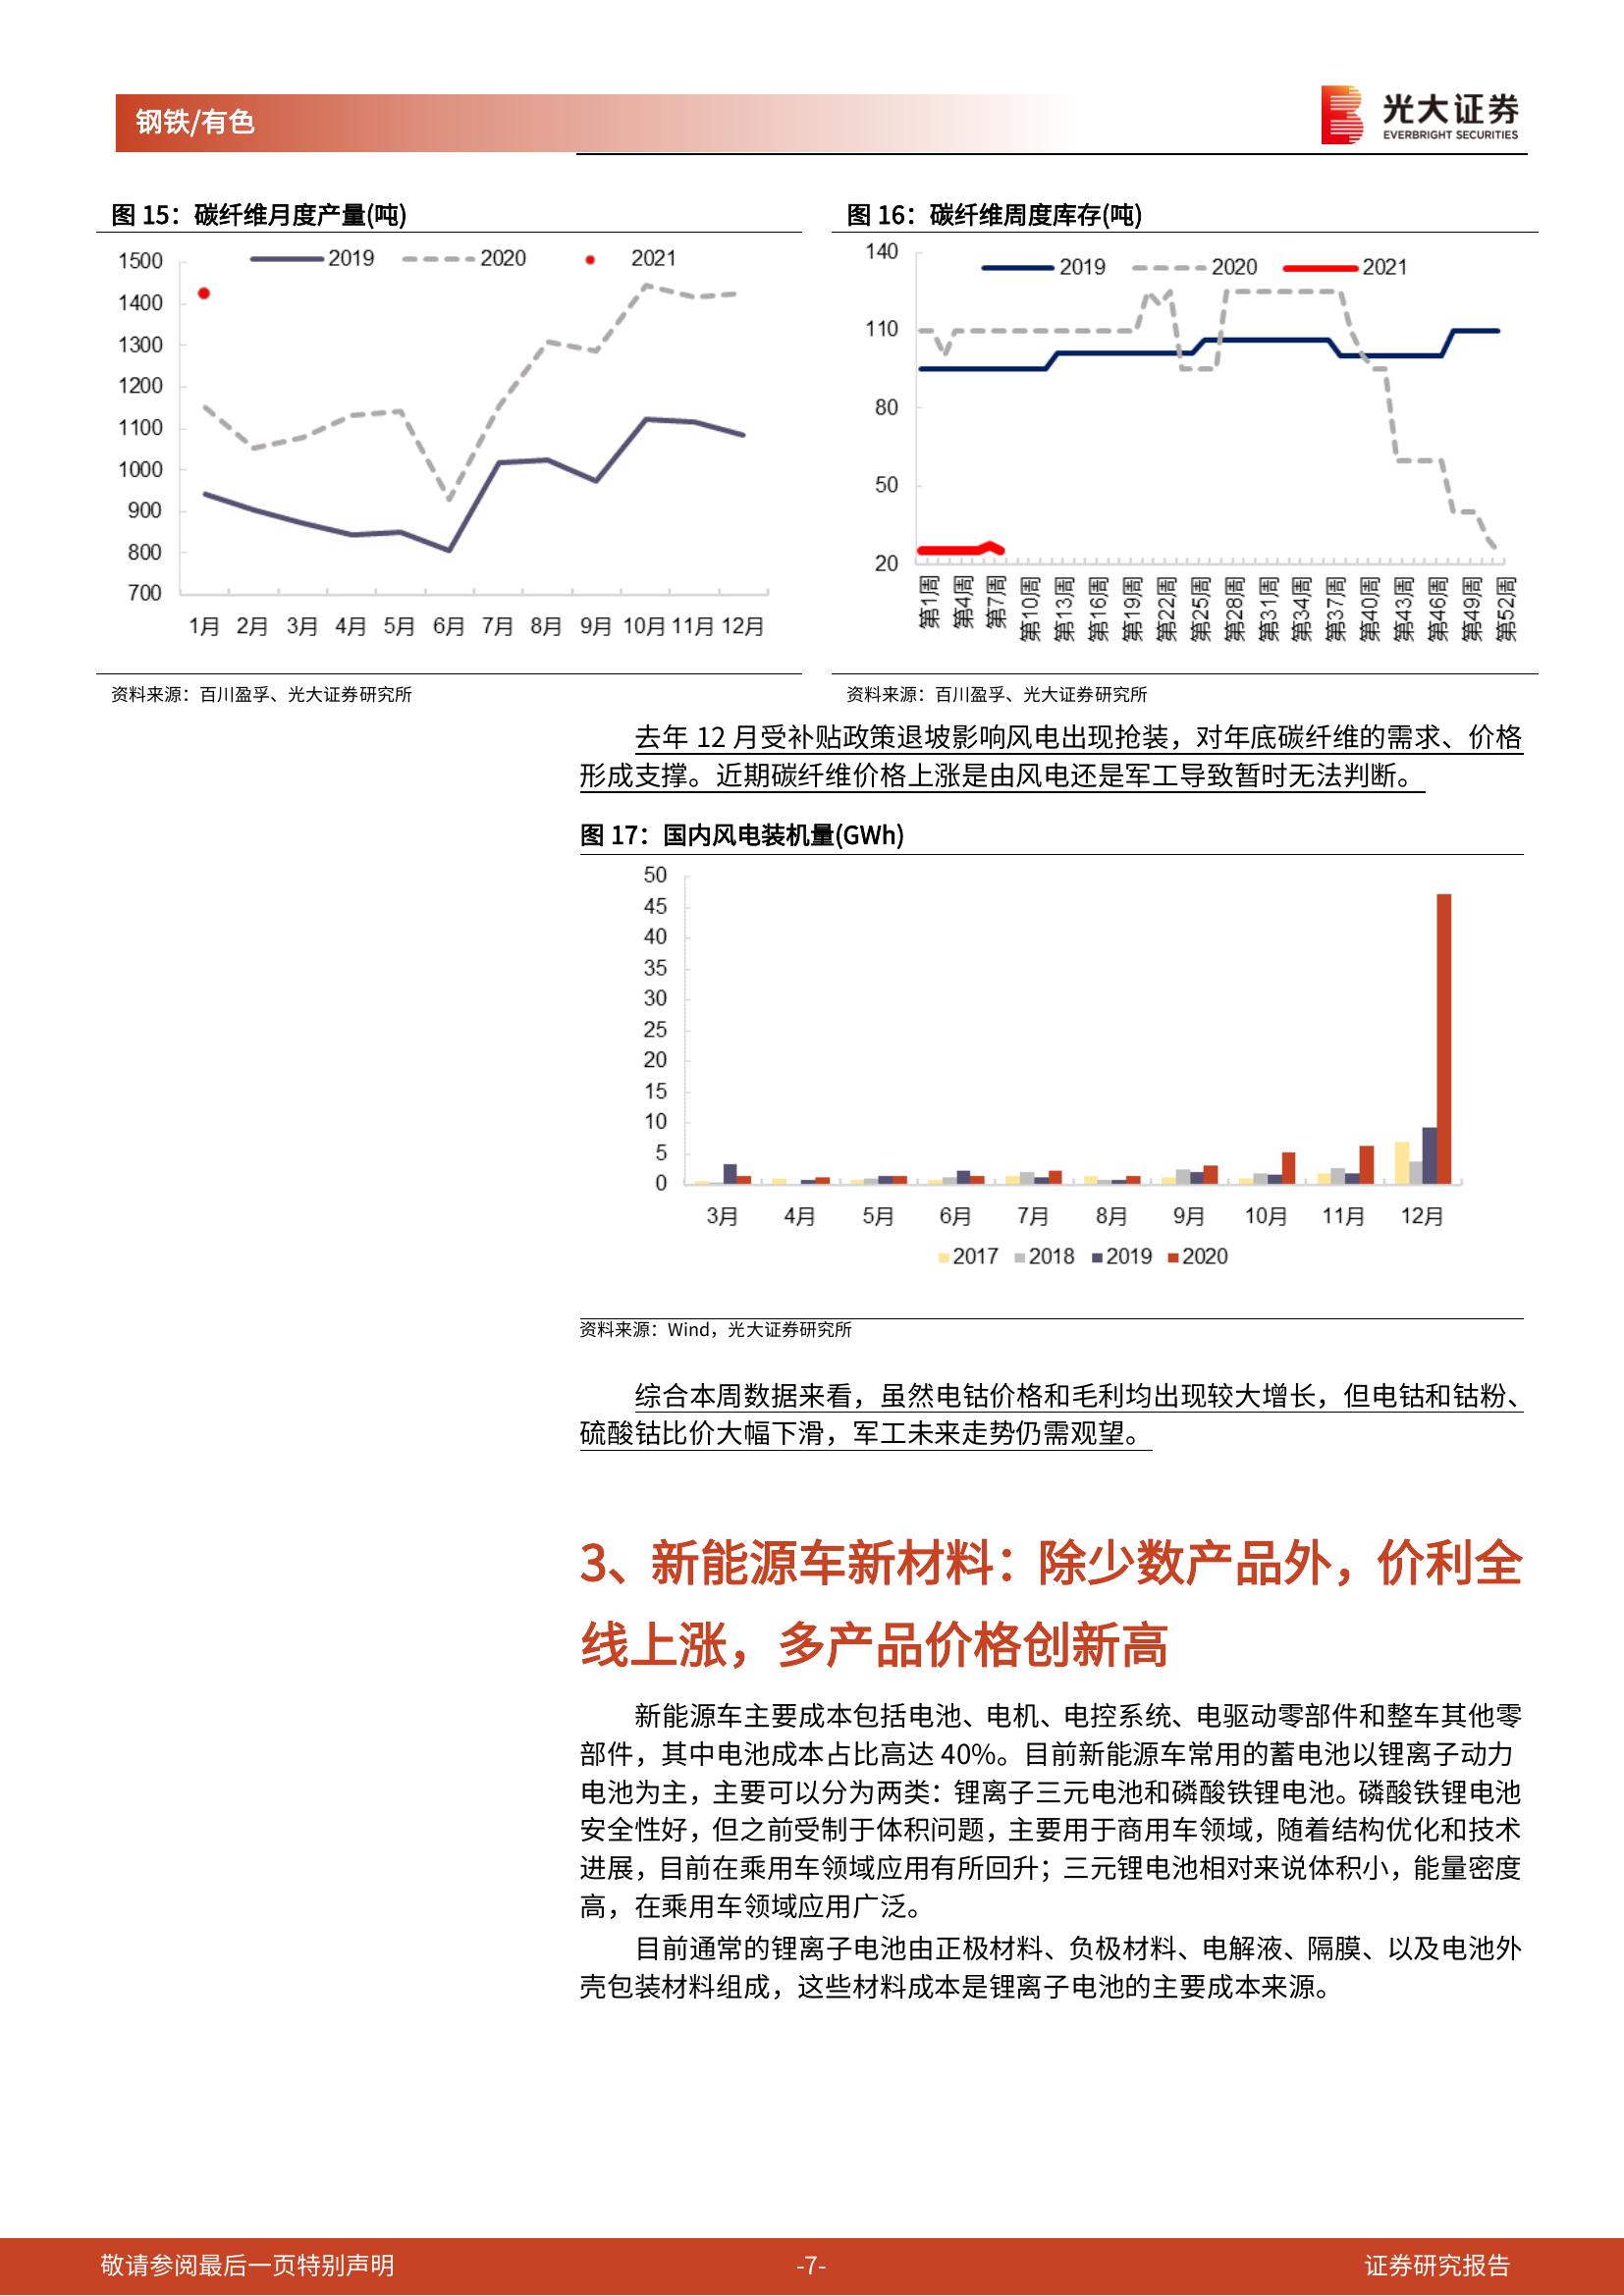 钢铁/有色
光大证券
EVERBRIGHT SECURITIES
图 15：碳纤维月度产量(吨)
2019 2020 2021
1500
1400
1300
1200
1100
1000
900
800
700
1月 2月 3月 4月 5月 6月 7月 8月 9月 10月 11月 12月
资料来源：百川盈孚、光大证券研究所
图 16：碳纤维周度库存(吨)
2019 2020 2021
140
110
80
50
20
第1周 第4周 第7周 第10周 第13周 第16周 第19周 第22周 第25周 第28周 第31周 第34周 第37周 第40周 第43周 第46周 第49周 第52周
资料来源：百川盈孚、光大证券研究所
去年 12 月受补贴政策退坡影响风电出现抢装，对年底碳纤维的需求、价格
形成支撑。近期碳纤维价格上涨是由风电还是军工导致暂时无法判断。
图 17：国内风电装机量(GWh)
50
45
40
35
30
25
20
15
10
5
0
3月 4月 5月 6月 7月 8月 9月 10月 11月 12月
2017 2018 2019 2020
资料来源：Wind，光大证券研究所
综合本周数据来看，虽然电钴价格和毛利均出现较大增长，但电钴和钴粉、
硫酸钴比价大幅下滑，军工未来走势仍需观望。
3、新能源车新材料：除少数产品外，价利全
线上涨，多产品价格创新高
新能源车主要成本包括电池、电机、电控系统、电驱动零部件和整车其他零
部件，其中电池成本占比高达 40%。目前新能源车常用的蓄电池以锂离子动力
电池为主，主要可以分为两类：锂离子三元电池和磷酸铁锂电池。磷酸铁锂电池
安全性好，但之前受制于体积问题，主要用于商用车领域，随着结构优化和技术
进展，目前在乘用车领域应用有所回升；三元锂电池相对来说体积小，能量密度
高，在乘用车领域应用广泛。
目前通常的锂离子电池由正极材料、负极材料、电解液、隔膜、以及电池外
壳包装材料组成，这些材料成本是锂离子电池的主要成本来源。
敬请参阅最后一页特别声明
-7-
证券研究报告